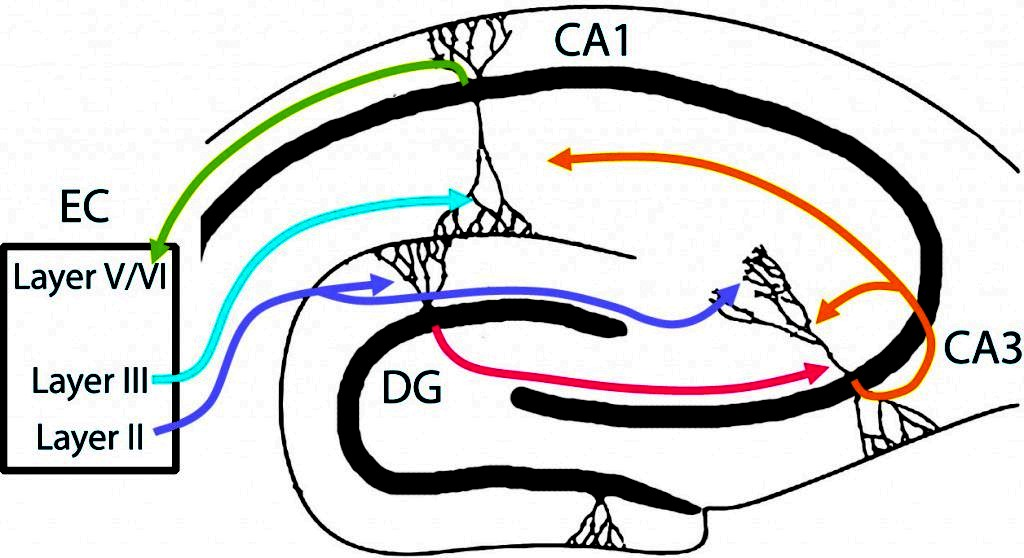 CA1
EC
Layer V/VI
Layer III
Layer II
DG
CA3